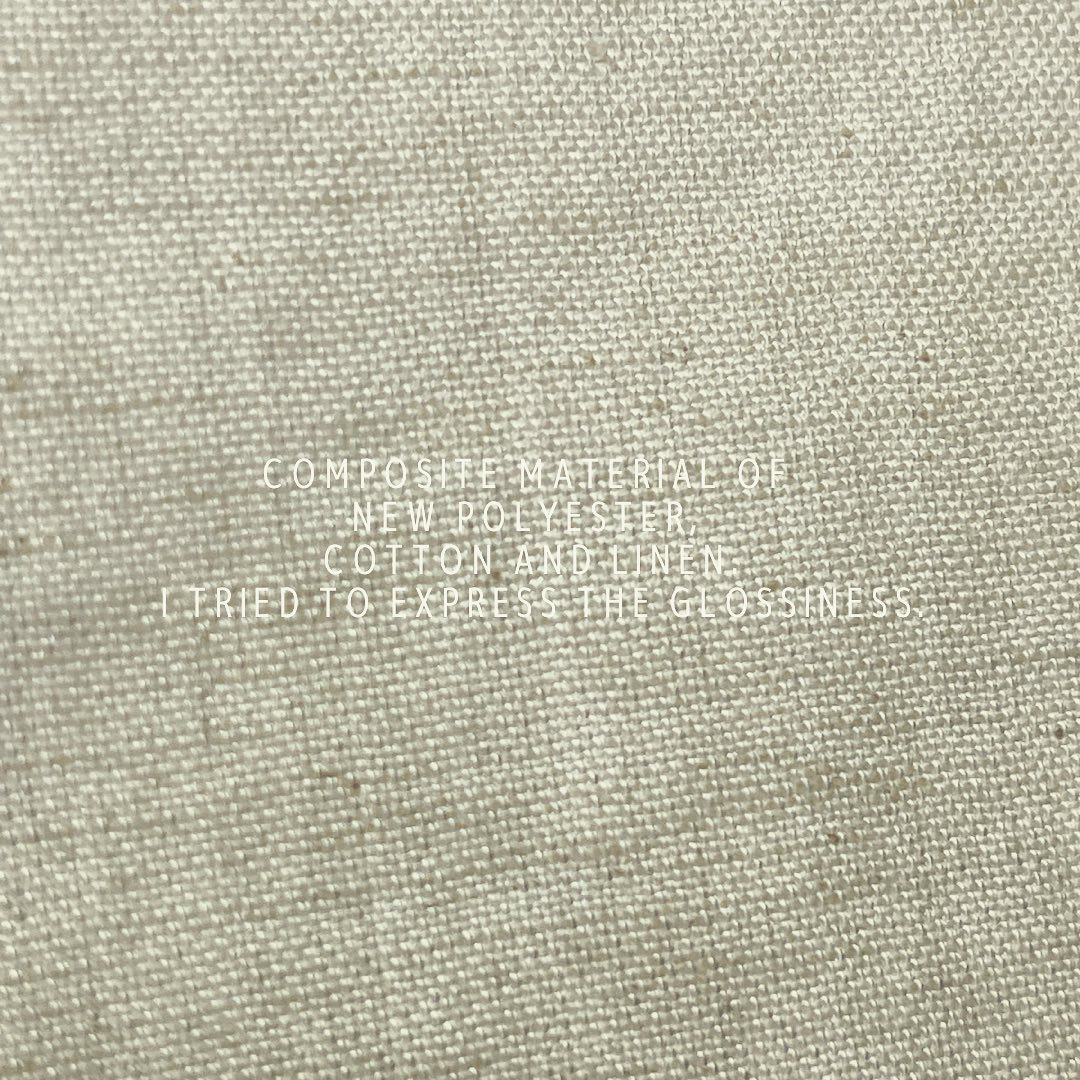 COMPOSITE MATERIAL OF
NEW POLYESTER,
COTTON AND LINEN.
I TRIED TO EXPRESS THE GLOSSINESS.